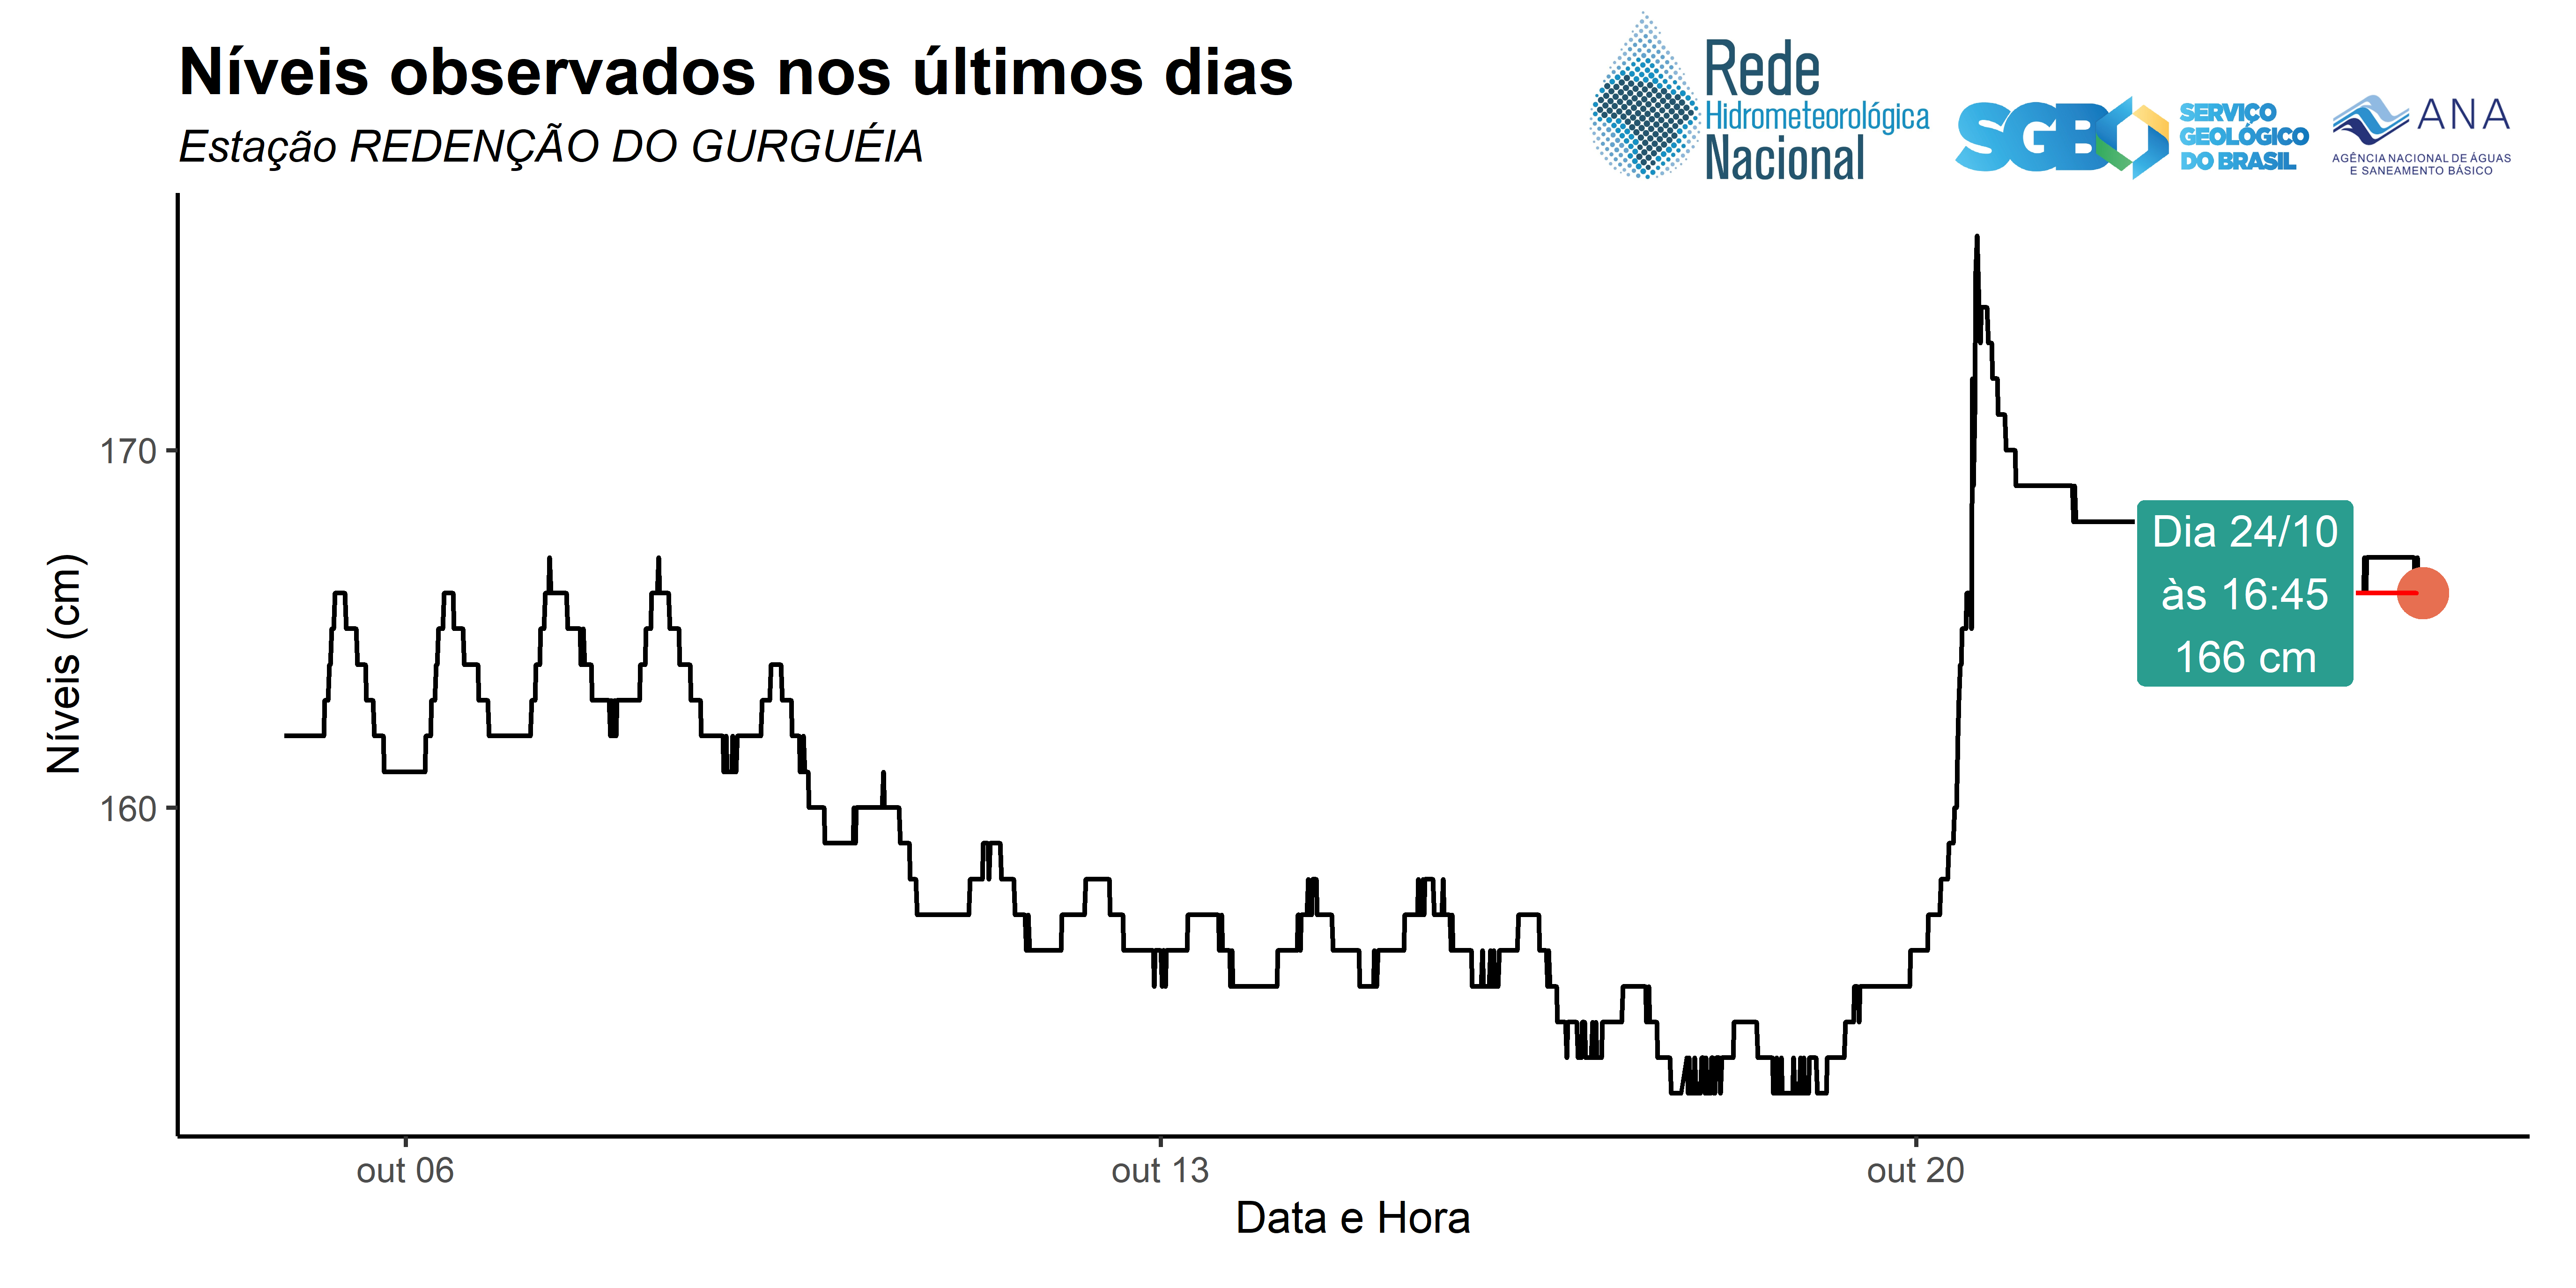 Níveis observados nos últimos dias
Estação REDENÇÃO DO GURGUÉIA
Rede
Hidrometeorológica
Nacional
SGB
SERVIÇO
GEOLÓGICO
DO BRASIL
ANA
AGÊNCIA NACIONAL DE ÁGUAS
E SANEAMENTO BÁSICO
Níveis (cm)
170
160
Dia 24/10
às 16:45
166 cm
out 06
out 13
out 20
Data e Hora